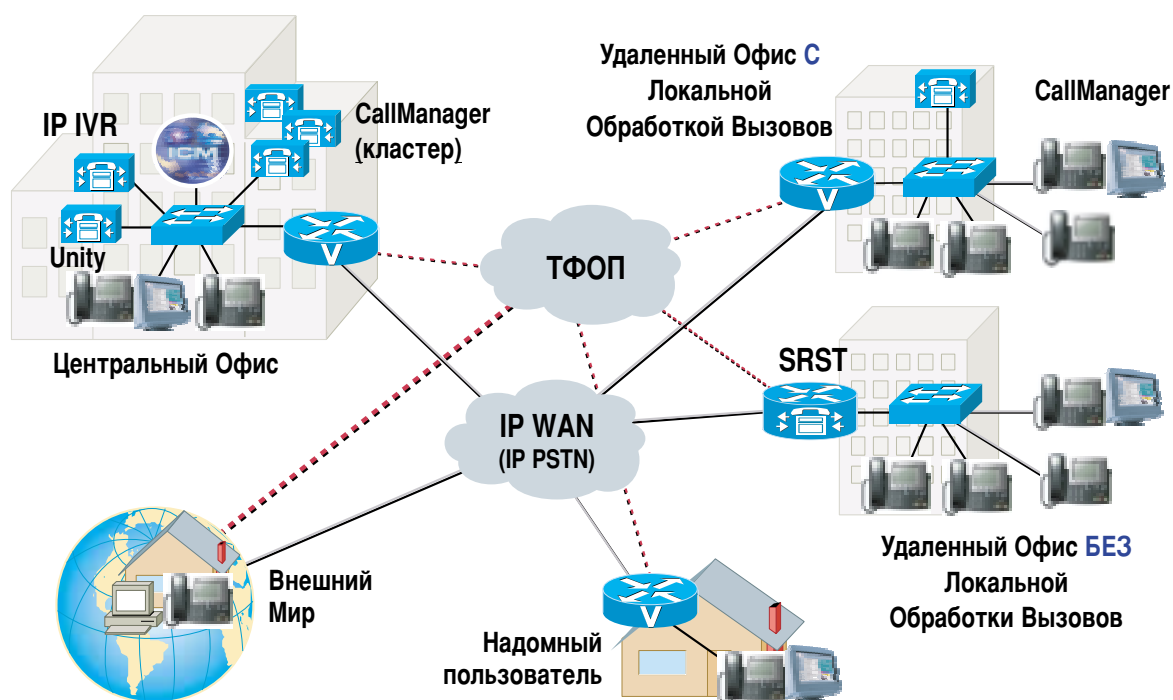 Удаленный Офис С
Локальной
Обработкой Вызовов
CallManager
CallManager
(кластер)
IP IVR
ICM
Unity
V
V
ТФОП
Центральный Офис
SRST
IP WAN
(IP PSTN)
Внешний
Мир
V
Надомный
пользователь
Удаленный Офис БЕЗ
Локальной
Обработки Вызовов